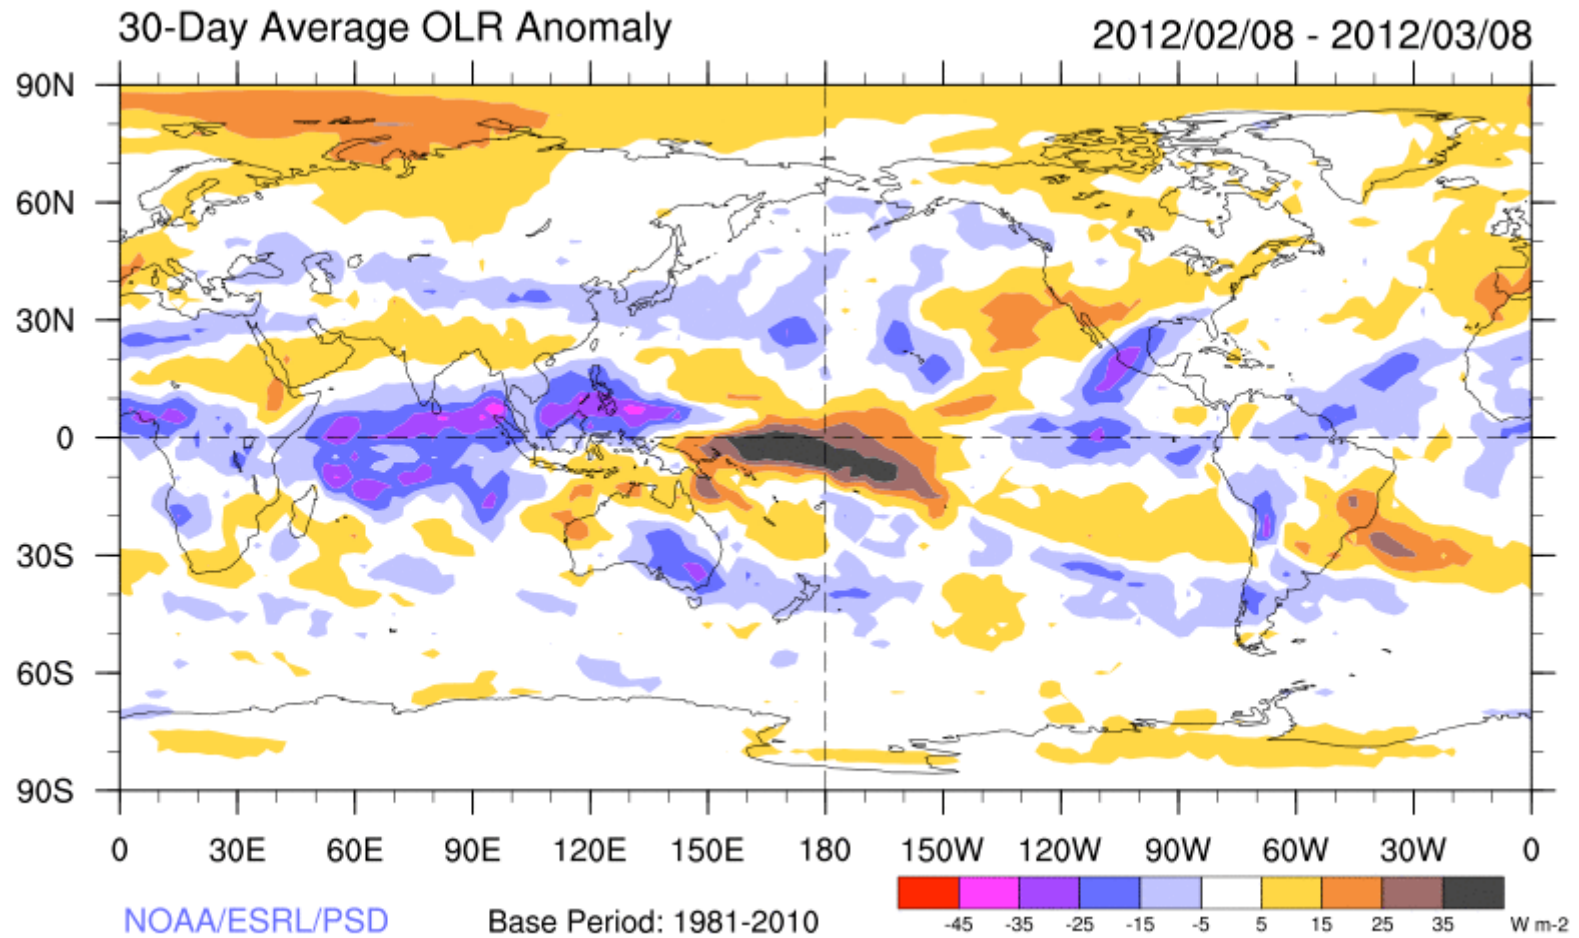 30-Day Average OLR Anomaly
2012/02/08 - 2012/03/08
90N
60N
30N
0
30S
60S
90S
0 30E 60E 90E 120E 150E 180 150W 120W 90W 60W 30W 0
-45 -35 -25 -15 -5 5 15 25 35 W m-2
NOAA/ESRL/PSD
Base Period: 1981-2010